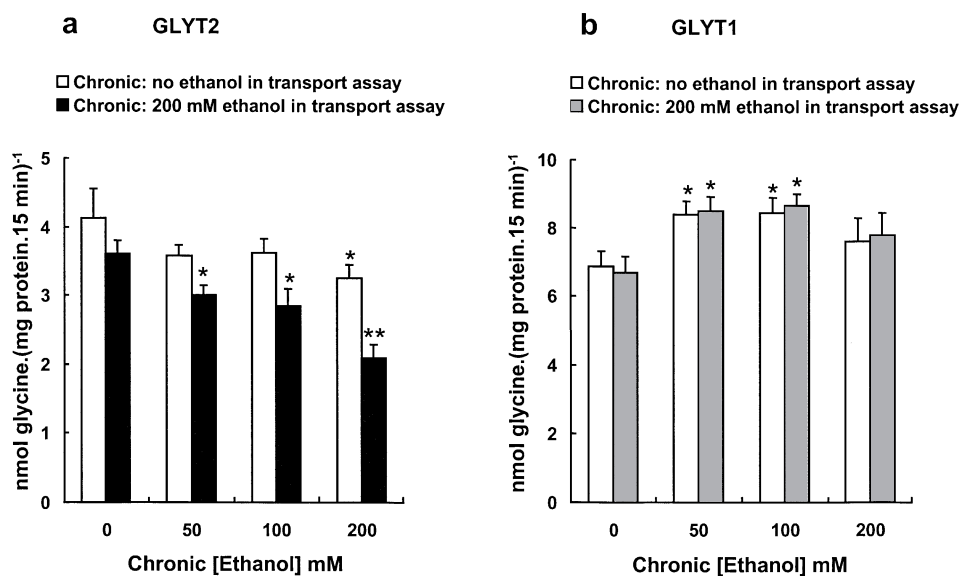 a GLYT2
Chronic: no ethanol in transport assay
Chronic: 200 mM ethanol in transport assay
nmol glycine.(mg protein.15 min)-1
5
4
3
2
1
0
*
*
*
**
0 50 100 200
Chronic [Ethanol] mM
b GLYT1
Chronic: no ethanol in transport assay
Chronic: 200 mM ethanol in transport assay
nmol glycine.(mg protein.15 min)-1
10
8
6
4
2
0
* * * *
0 50 100 200
Chronic [Ethanol] mM